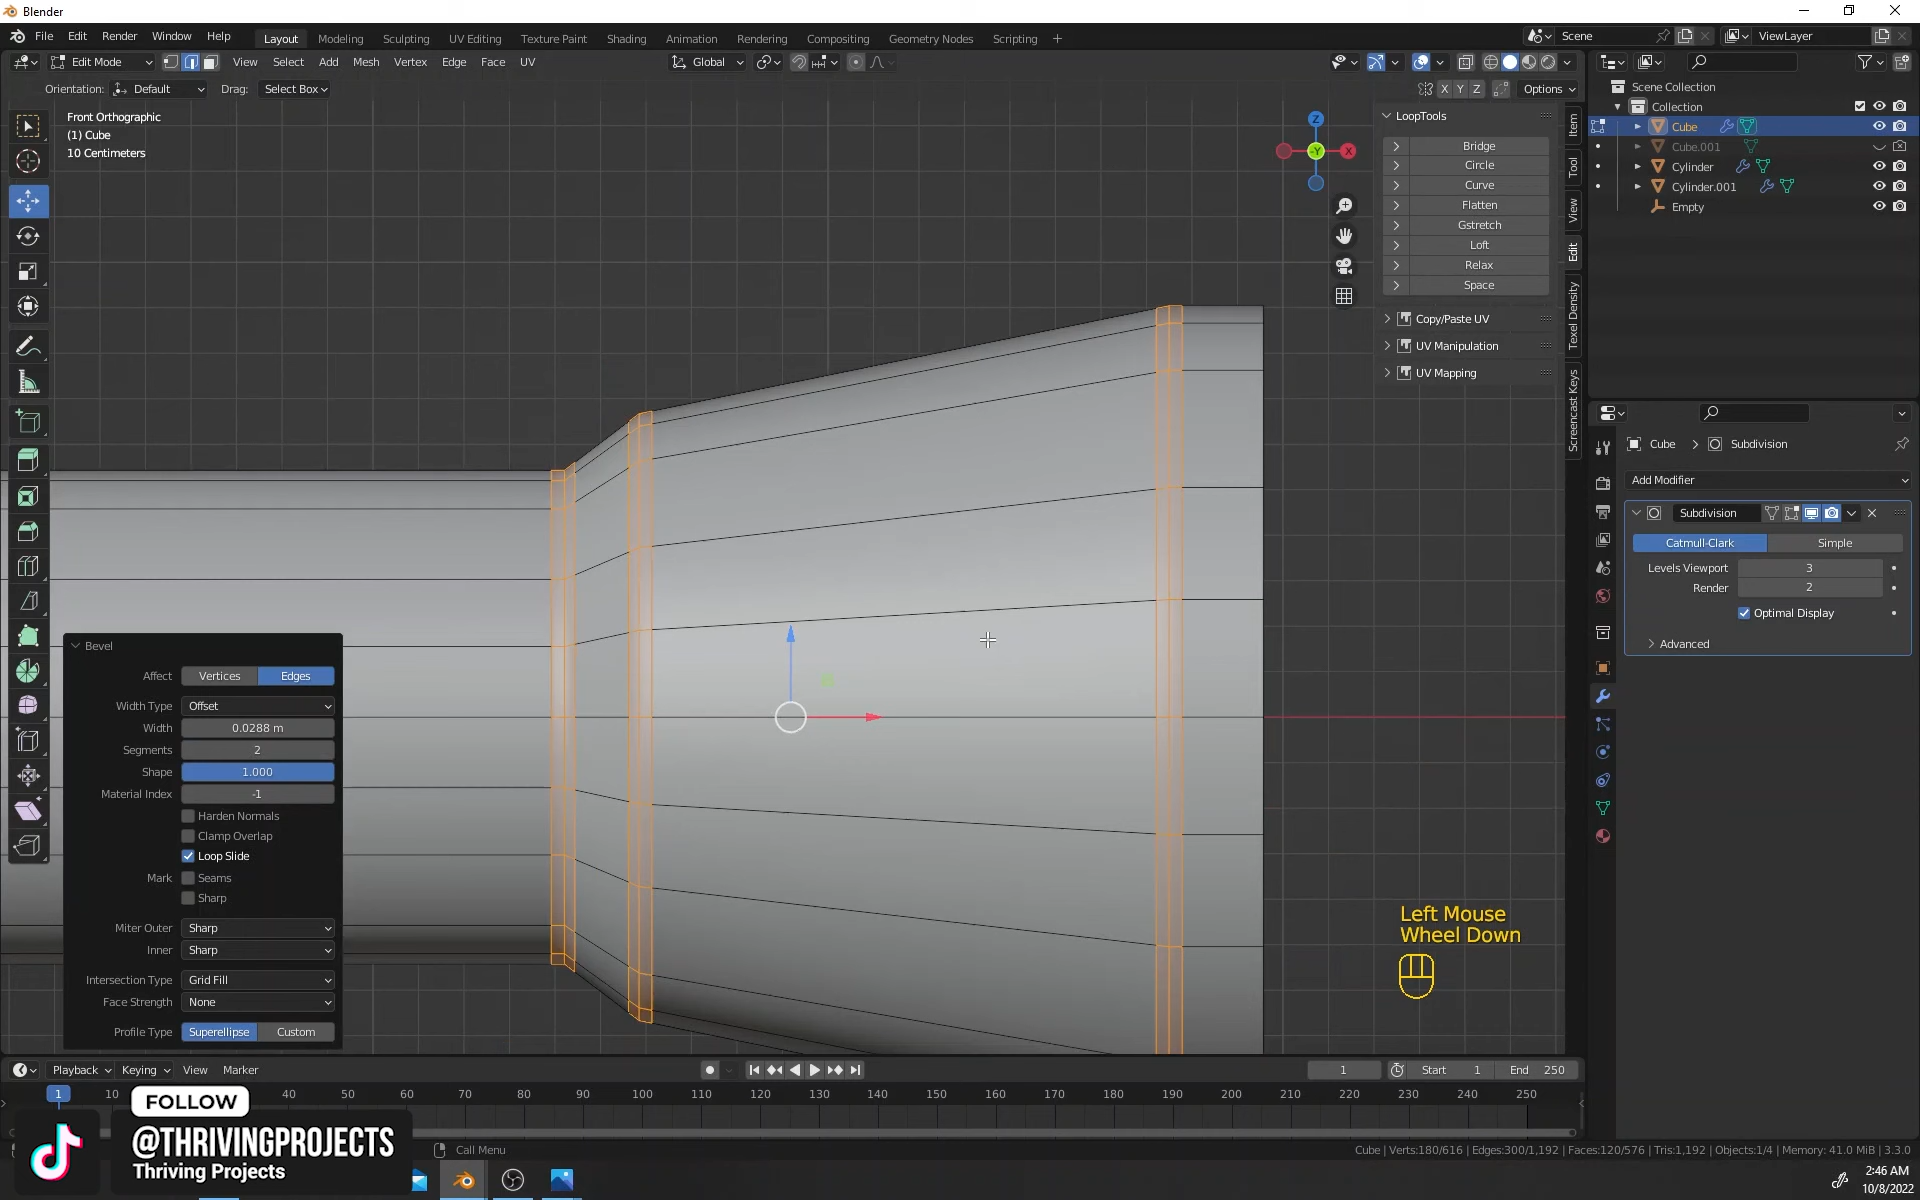 Blender
File Edit Render Window Help Layout Modeling Sculpting UV Editing Texture Paint Shading Animation Rendering Compositing Geometry Nodes Scripting + Scene ViewLayer
Edit Mode View Select Add Mesh Vertex Edge Face UV Global
Orientation: Default Drag: Select Box X Y Z Options
Front Orthographic
(1) Cube
10 Centimeters
Z
X
-Y
LoopTools
Bridge
Circle
Curve
Flatten
Gstretch
Loft
Relax
Space
Copy/Paste UV
UV Manipulation
UV Mapping
Item
Tool
View
Edit
Texel Density
Screencast Keys
Scene Collection
Collection
Cube
Cube.001
Cylinder
Cylinder.001
Empty
Cube > Subdivision
Add Modifier
Subdivision
Catmull-Clark Simple
Levels Viewport 3
Render 2
Optimal Display
Advanced
Bevel
Affect Vertices Edges
Width Type Offset
Width 0.0288 m
Segments 2
Shape 1.000
Material Index -1
Harden Normals
Clamp Overlap
Loop Slide
Mark Seams
Sharp
Miter Outer Sharp
Inner Sharp
Intersection Type Grid Fill
Face Strength None
Profile Type Superellipse Custom
Left Mouse
Wheel Down
Playback Keying View Marker 1 Start 1 End 250
1 10 40 50 60 70 80 90 100 110 120 130 140 150 160 170 180 190 200 210 220 230 240 250
FOLLOW
@THRIVINGPROJECTS
Thriving Projects
Call Menu
Cube | Verts:180/616 | Edges:300/1,192 | Faces:120/576 | Tris:1,192 | Objects:1/4 | Memory: 41.0 MiB | 3.3.0
2:46 AM
10/8/2022